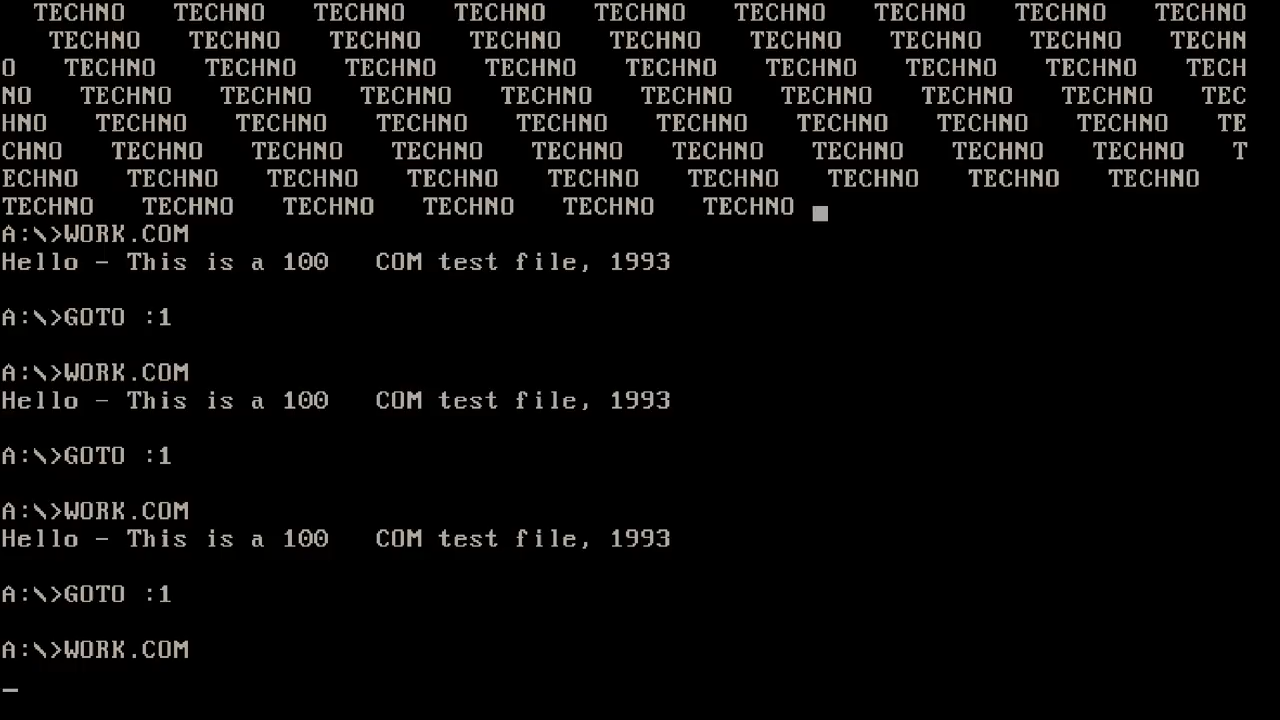 TECHNO TECHNO TECHNO TECHNO TECHNO TECHNO TECHNO TECHNO TECHNO
TECHNO TECHNO TECHNO TECHNO TECHNO TECHNO TECHNO TECHNO TECHN
O TECHNO TECHNO TECHNO TECHNO TECHNO TECHNO TECHNO TECHNO TECH
NO TECHNO TECHNO TECHNO TECHNO TECHNO TECHNO TECHNO TECHNO TEC
HNO TECHNO TECHNO TECHNO TECHNO TECHNO TECHNO TECHNO TECHNO TE
CHNO TECHNO TECHNO TECHNO TECHNO TECHNO TECHNO TECHNO TECHNO T
ECHNO TECHNO TECHNO TECHNO TECHNO TECHNO TECHNO TECHNO TECHNO
TECHNO TECHNO TECHNO TECHNO TECHNO TECHNO
A:\>WORK.COM
Hello - This is a 100 COM test file, 1993
A:\>GOTO :1
A:\>WORK.COM
Hello - This is a 100 COM test file, 1993
A:\>GOTO :1
A:\>WORK.COM
Hello - This is a 100 COM test file, 1993
A:\>GOTO :1
A:\>WORK.COM